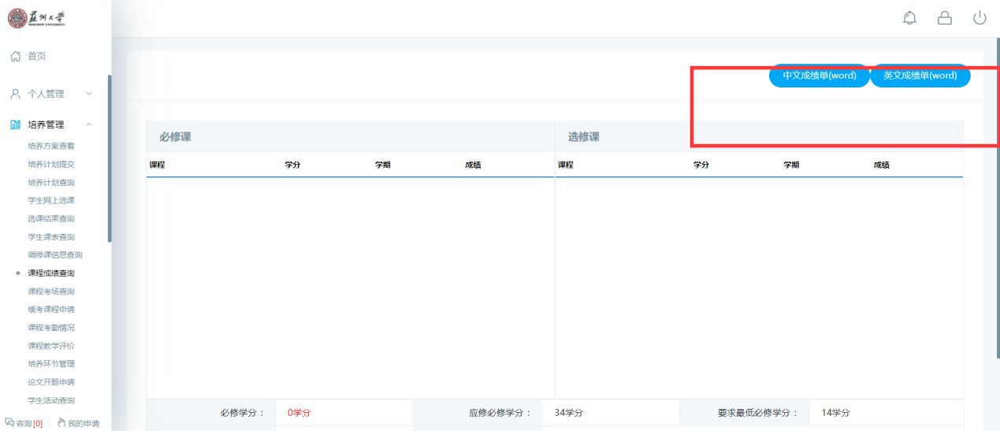 蘇州大學
SOOCHOW UNIVERSITY
首页
个人管理
培养管理
培养方案查看
培养计划提交
培养计划查询
学生网上选课
选课结果查询
学生课表查询
调停课信息查询
课程成绩查询
课程考场查询
缓考课程申请
课程考勤情况
课程教学评价
培养环节管理
论文开题申请
学生活动查询
咨询[0] 我的申请
中文成绩单(word) 英文成绩单(word)
必修课 选修课
课程 学分 学期 成绩 课程 学分 学期 成绩
必修学分： 0学分 应修必修学分： 34学分 要求最低必修学分： 14学分